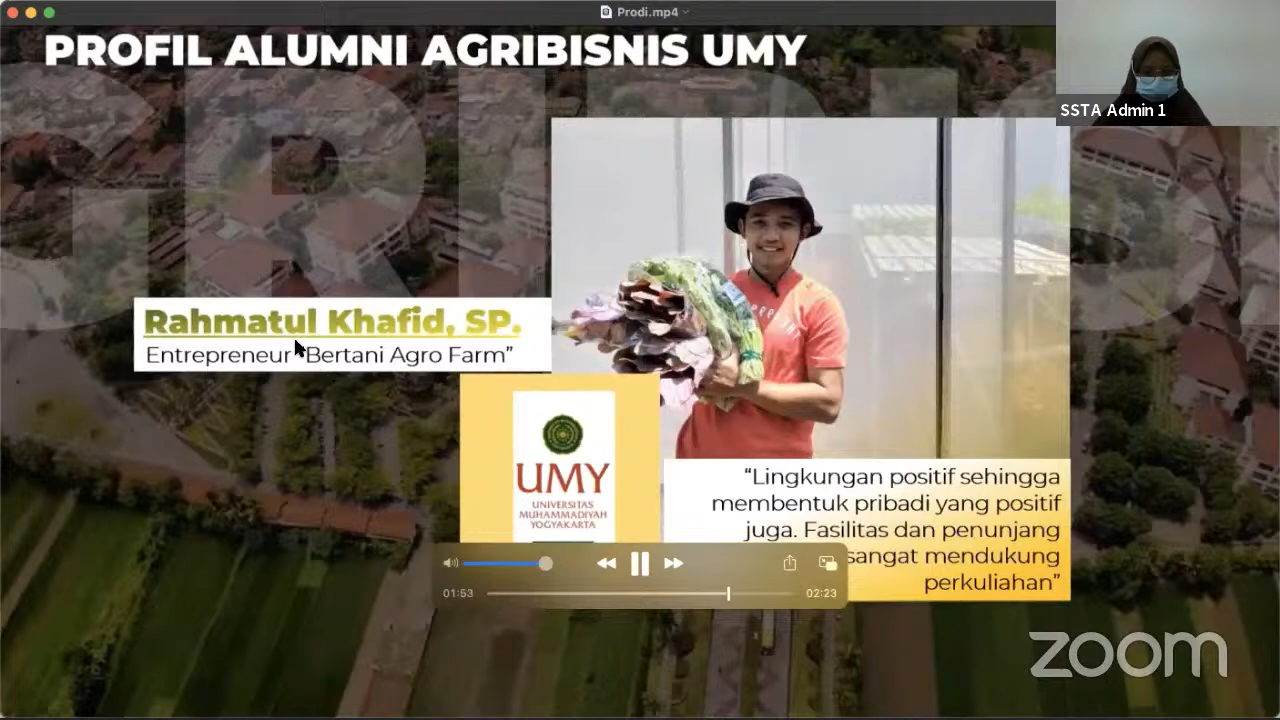 Prodi.mp4
PROFIL ALUMNI AGRIBISNIS UMY
SSTA Admin 1
Rahmatul Khafid, SP.
Entrepreneur “Bertani Agro Farm”
UMY
UNIVERSITAS
MUHAMMADIYAH
YOGYAKARTA
“Lingkungan positif sehingga
membentuk pribadi yang positif
juga. Fasilitas dan penunjang
sangat mendukung
perkuliahan”
01:53
02:23
zoom